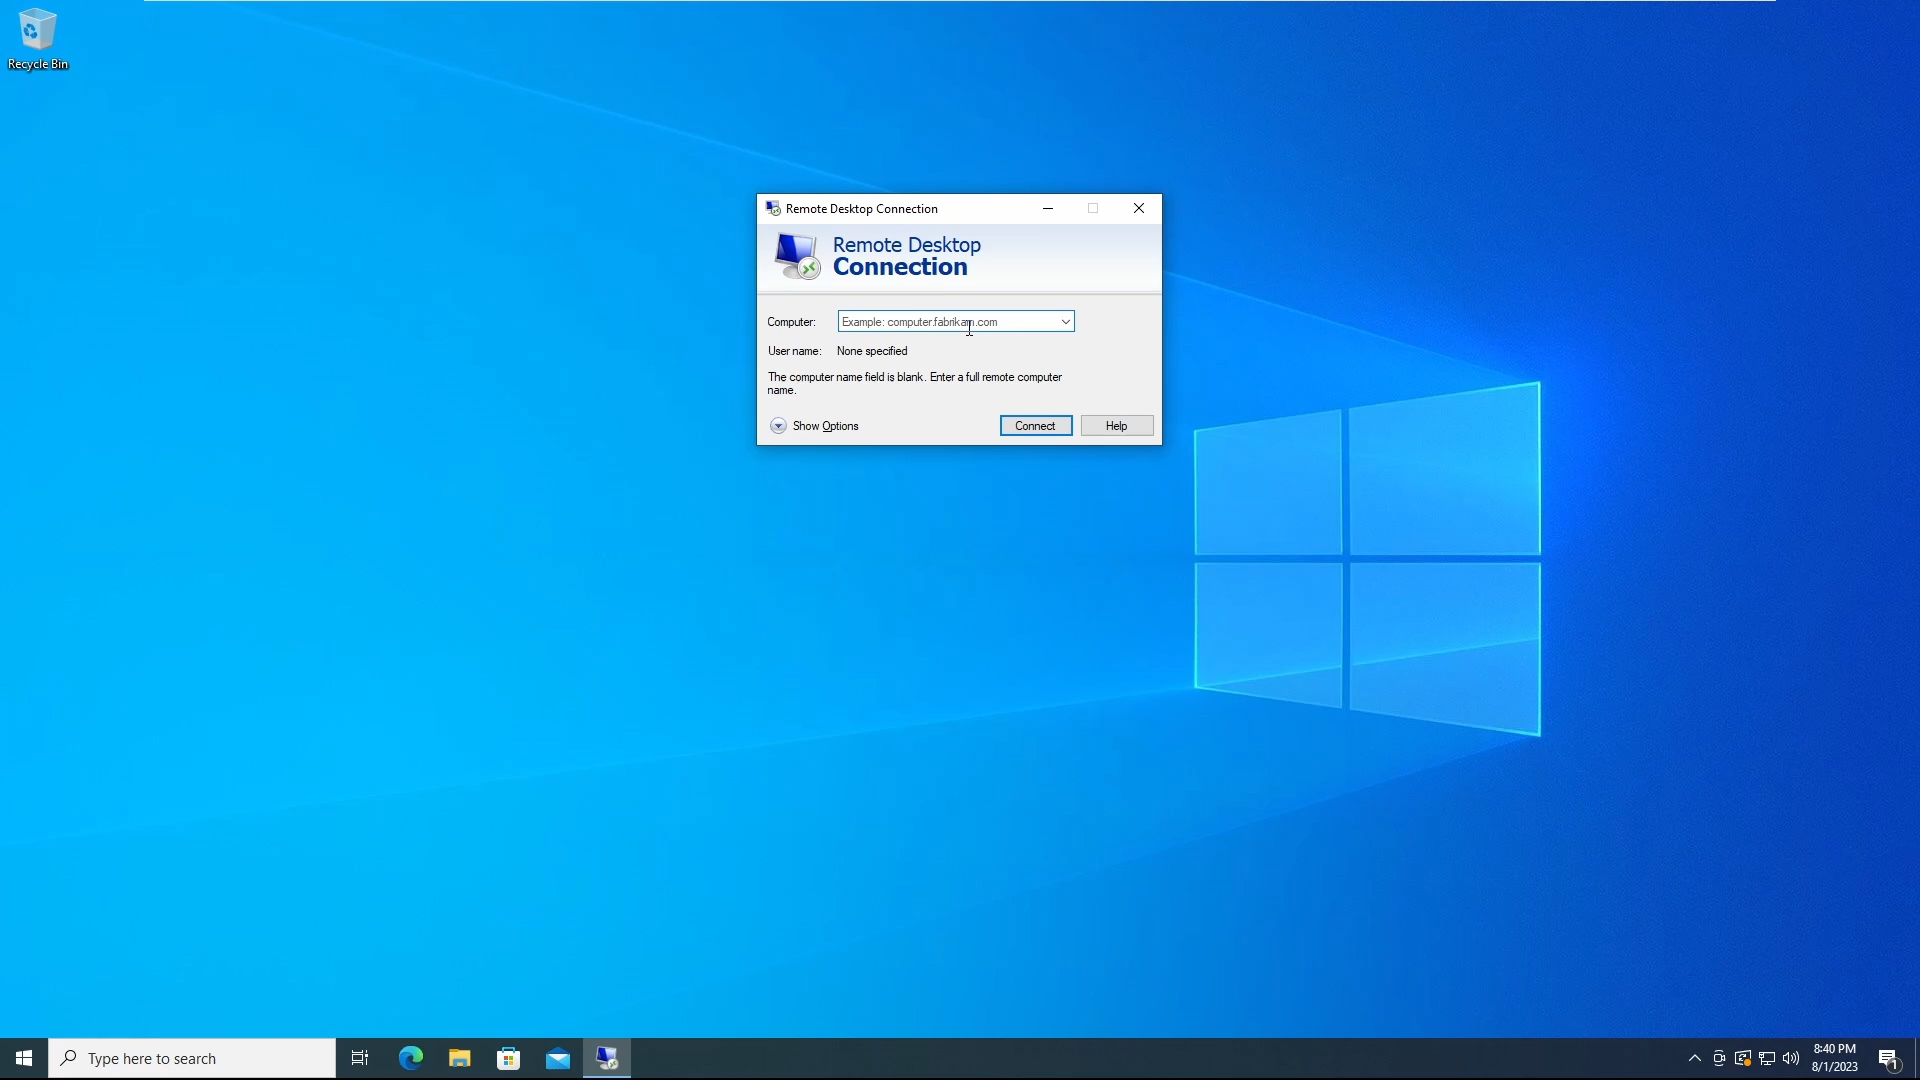 Recycle Bin
Remote Desktop Connection
Remote Desktop
Connection
Computer:
Example: computer.fabrikam.com
User name:
None specified
The computer name field is blank. Enter a full remote computer
name.
Show Options
Connect
Help
Type here to search
8:40 PM
8/1/2023
1